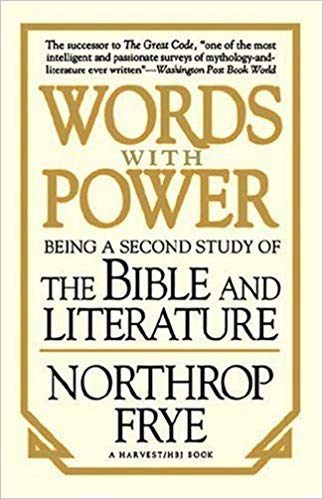 The successor to The Great Code, “one of the most
intelligent and passionate surveys of mythology-and-
literature ever written”—Washington Post Book World
WORDS
WITH
POWER
BEING A SECOND STUDY OF
THE BIBLE AND
LITERATURE
NORTHROP
FRYE
A HARVEST/HBJ BOOK